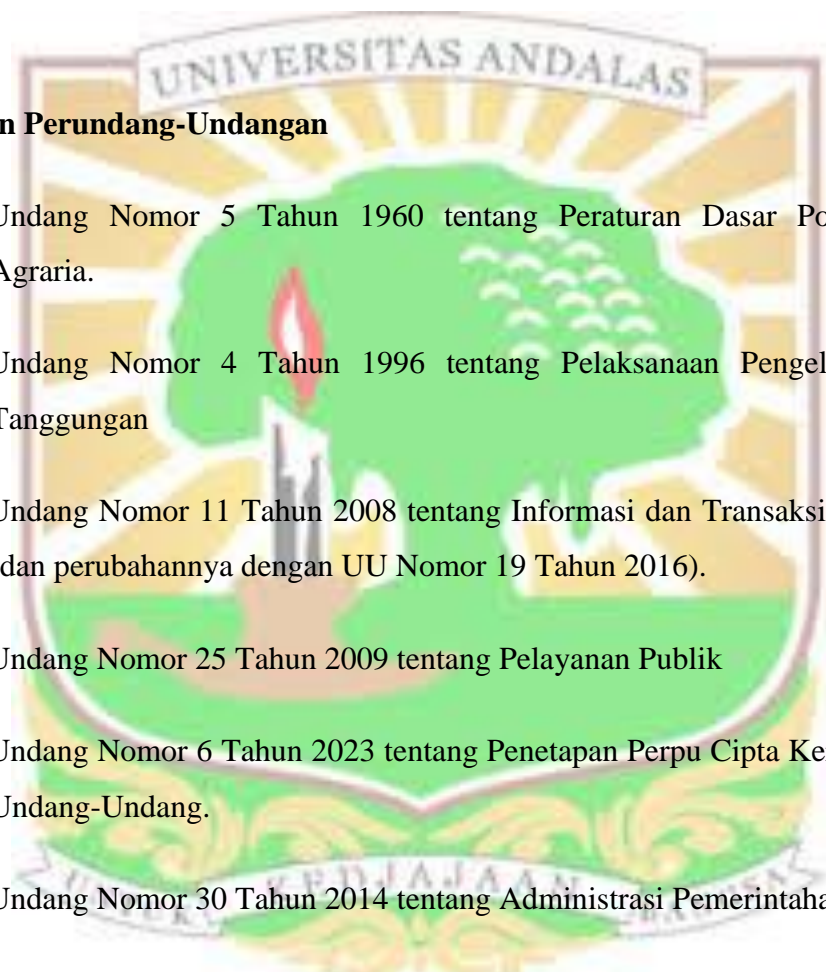 UNIVERSITAS ANDALAS
n Perundang-Undangan
Undang Nomor 5 Tahun 1960 tentang Peraturan Dasar Po
Agraria.
Undang Nomor 4 Tahun 1996 tentang Pelaksanaan Pengel
Tanggungan
Undang Nomor 11 Tahun 2008 tentang Informasi dan Transaksi
dan perubahannya dengan UU Nomor 19 Tahun 2016).
Undang Nomor 25 Tahun 2009 tentang Pelayanan Publik
Undang Nomor 6 Tahun 2023 tentang Penetapan Perpu Cipta Ke
Undang-Undang.
Undang Nomor 30 Tahun 2014 tentang Administrasi Pemerintaha
UNTUK KEDJAJAAN BANGSA